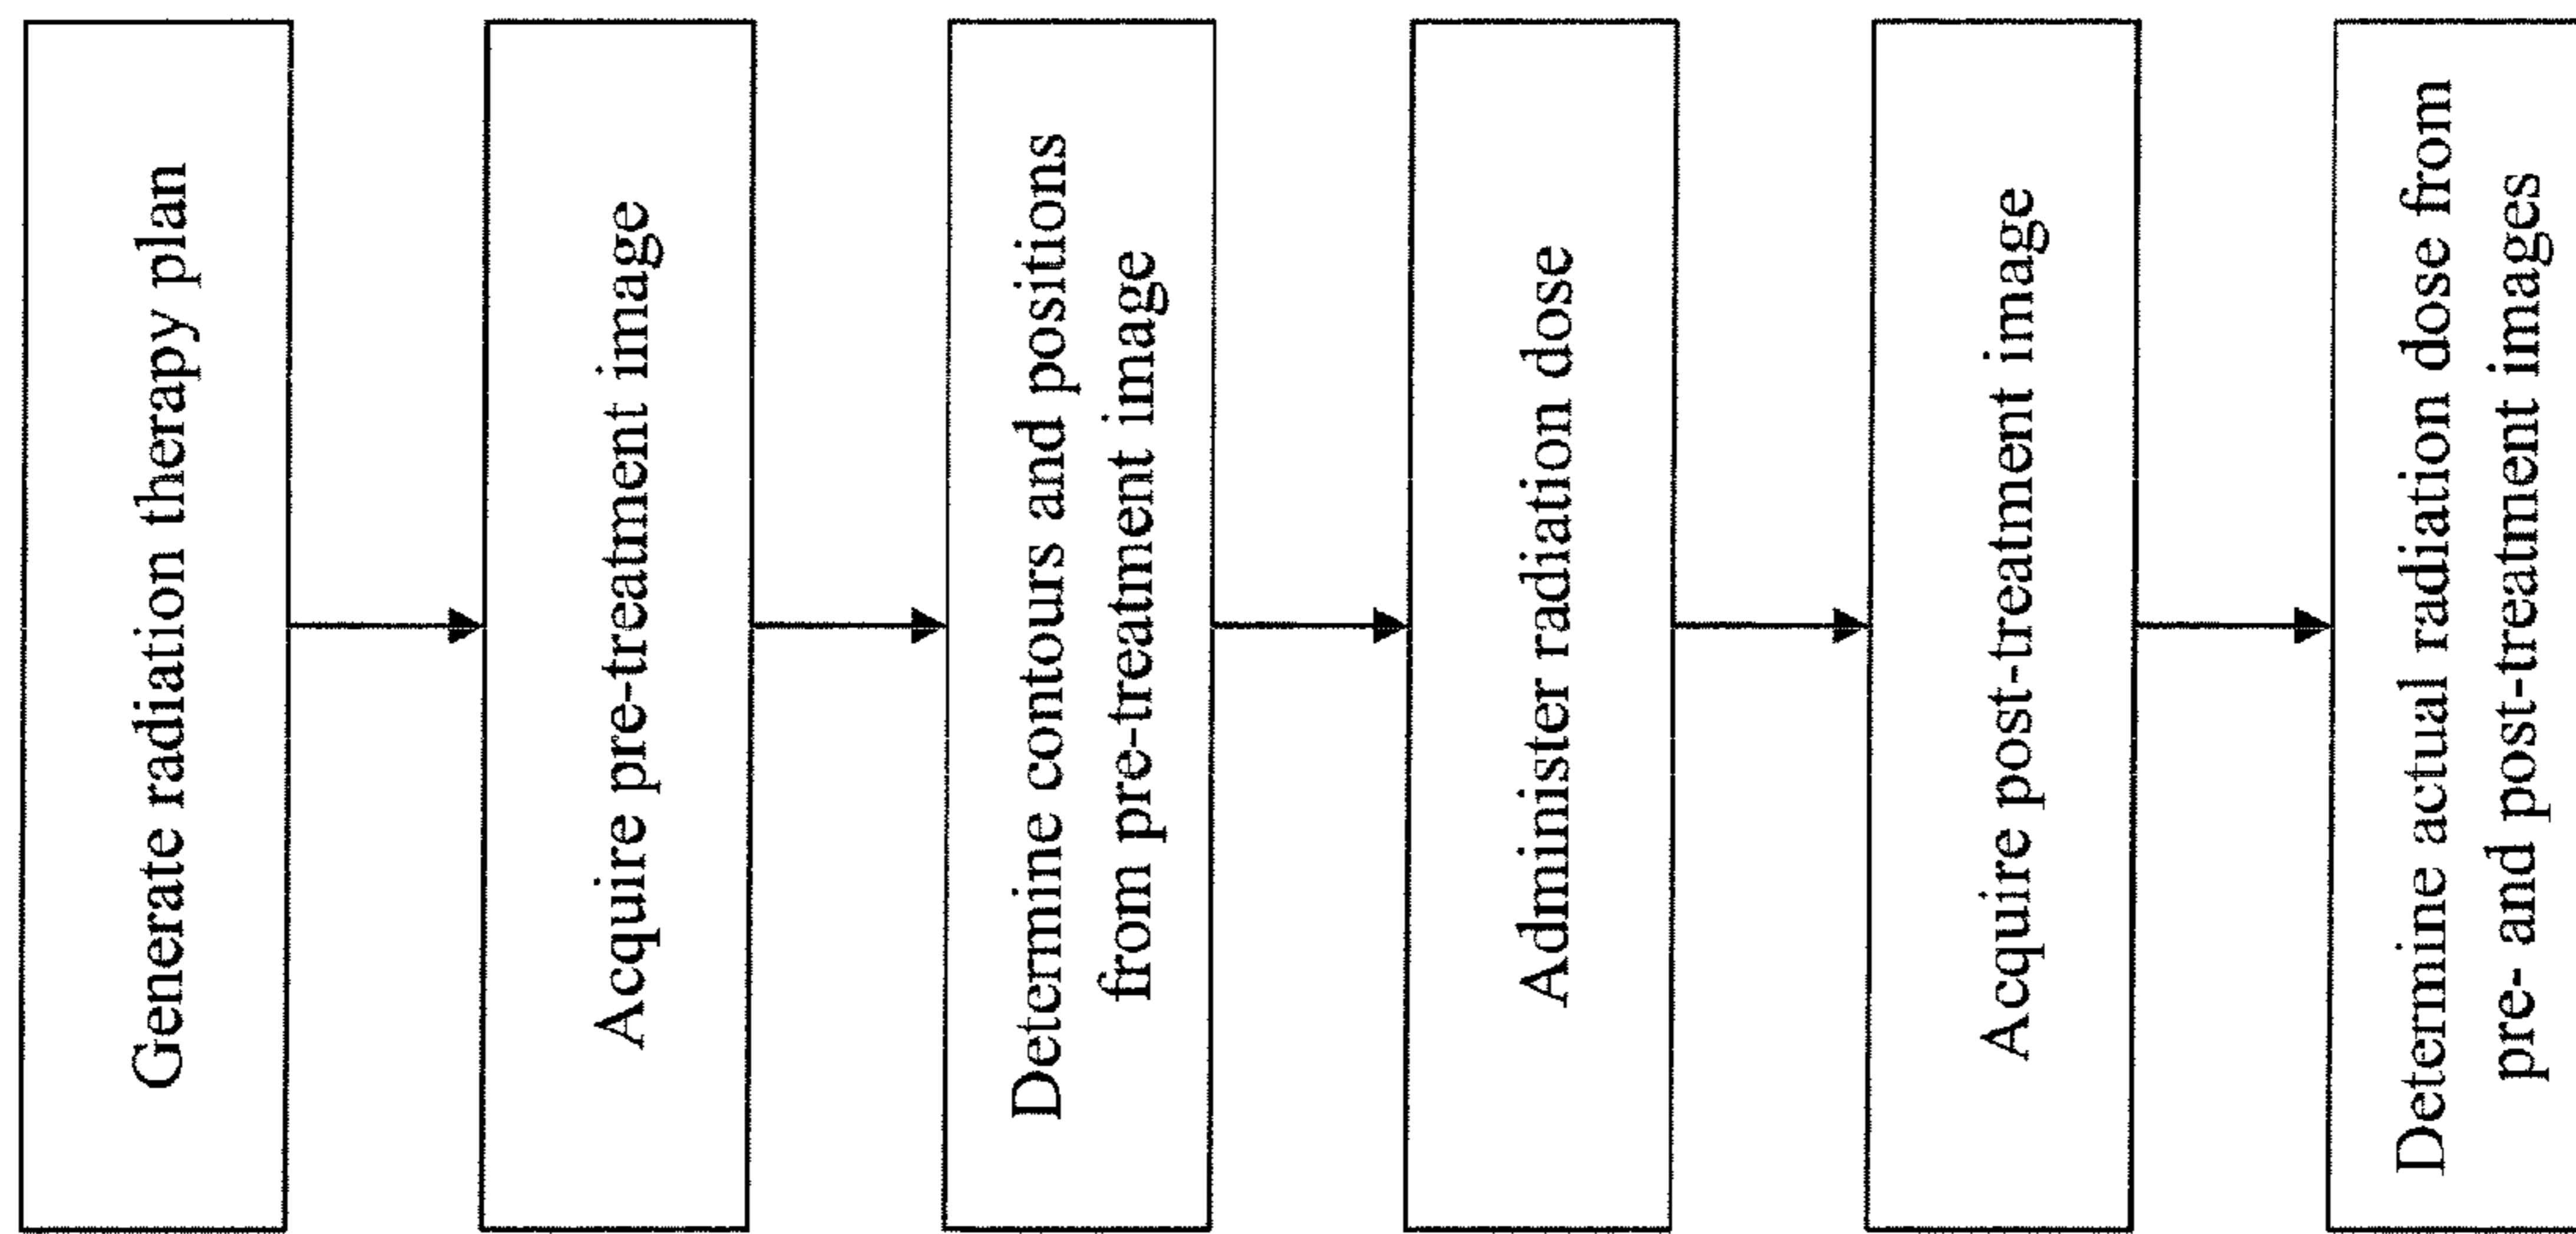 Generate radiation therapy plan
Acquire pre-treatment image
Determine contours and positions
from pre-treatment image
Administer radiation dose
Acquire post-treatment image
Determine actual radiation dose from
pre- and post-treatment images